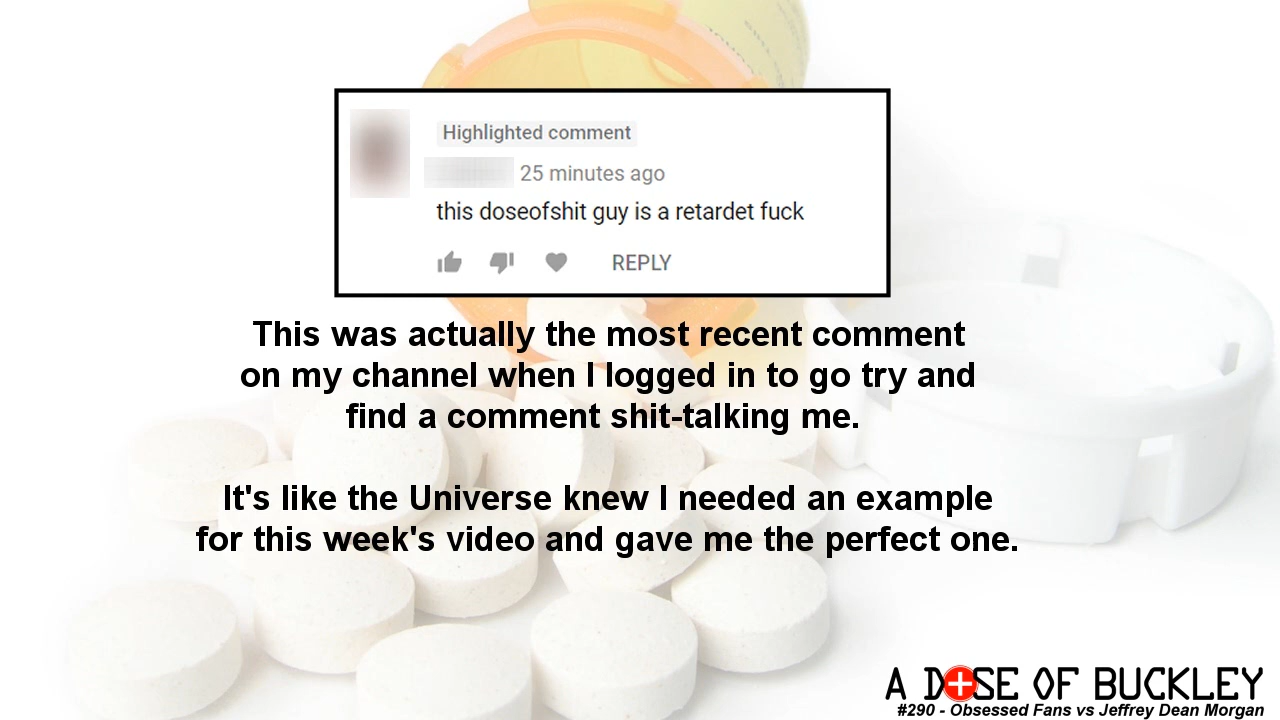 Highlighted comment
25 minutes ago
this doseofshit guy is a retardet fuck
REPLY
This was actually the most recent comment
on my channel when I logged in to go try and
find a comment shit-talking me.
It's like the Universe knew I needed an example
for this week's video and gave me the perfect one.
A DOSE OF BUCKLEY
#290 - Obsessed Fans vs Jeffrey Dean Morgan